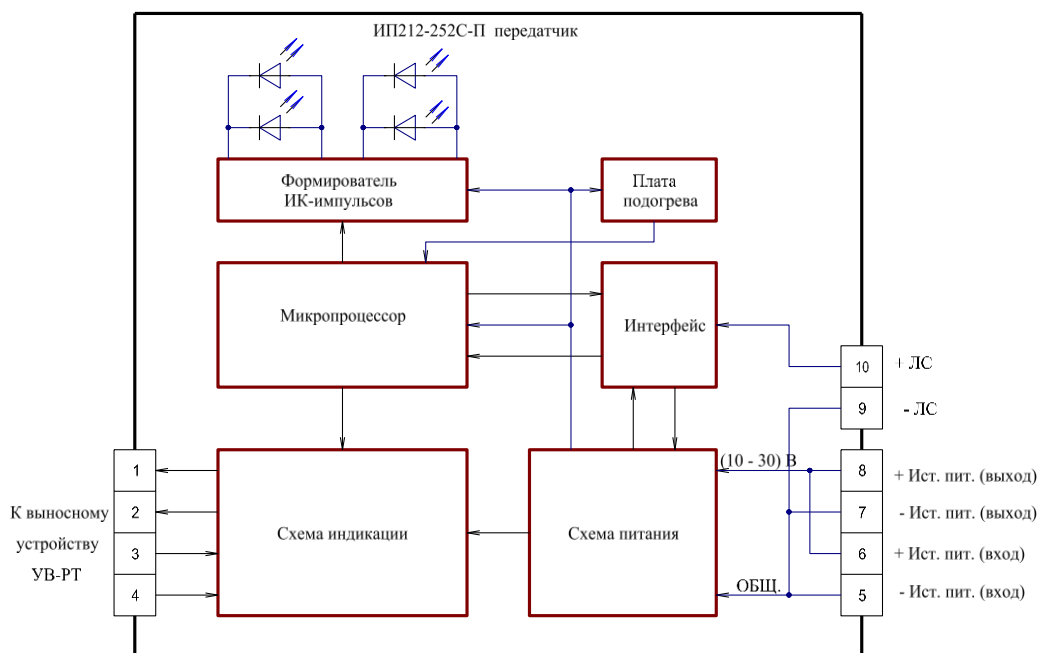 ИП212-252С-П передатчик
Формирователь
ИК-импульсов
Плата
подогрева
Микропроцессор
Интерфейс
10
+ ЛС
9
- ЛС
Схема индикации
Схема питания
(10 - 30) В
ОБЩ.
8
+ Ист. пит. (выход)
7
- Ист. пит. (выход)
6
+ Ист. пит. (вход)
5
- Ист. пит. (вход)
К выносному
устройству
УВ-РТ
1
2
3
4